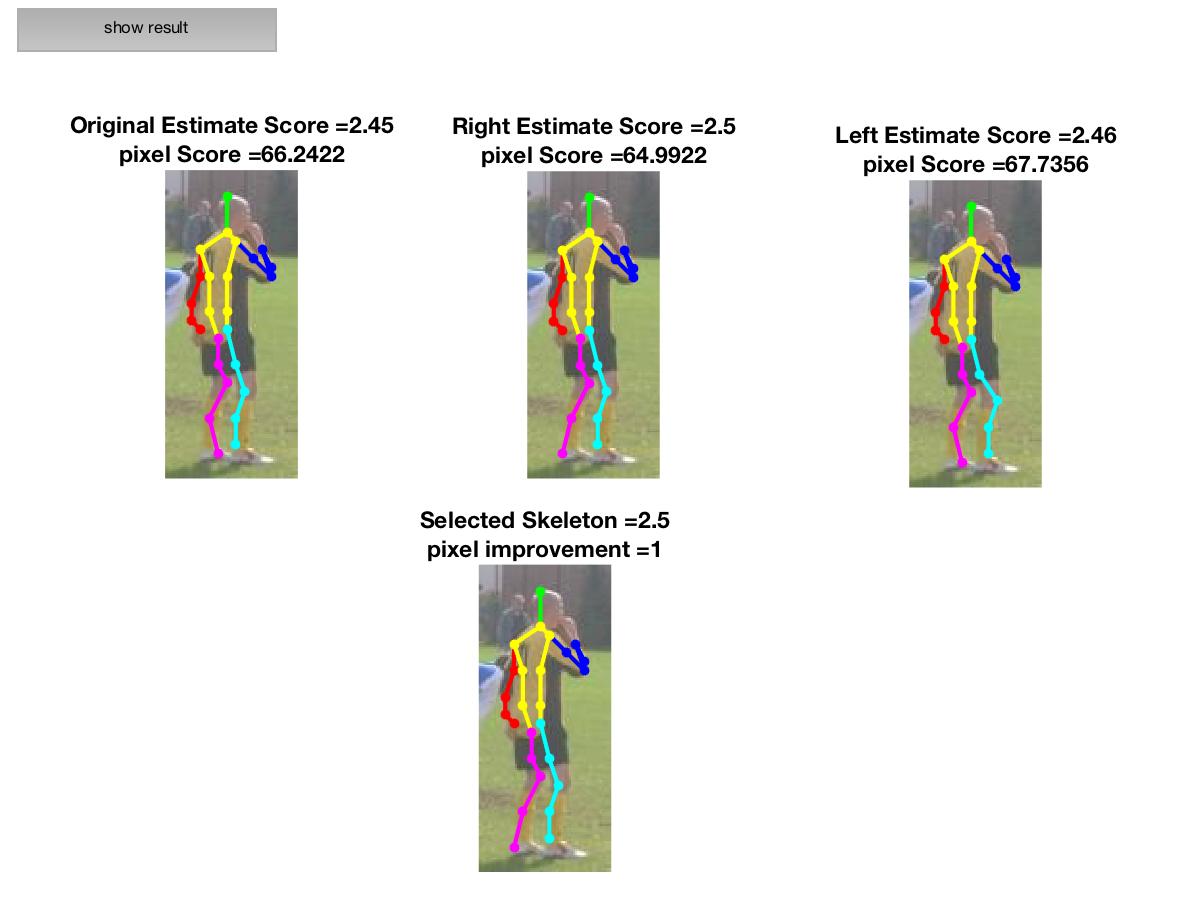 show result
Original Estimate Score =2.45
pixel Score =66.2422
Right Estimate Score =2.5
pixel Score =64.9922
Left Estimate Score =2.46
pixel Score =67.7356
Selected Skeleton =2.5
pixel improvement =1